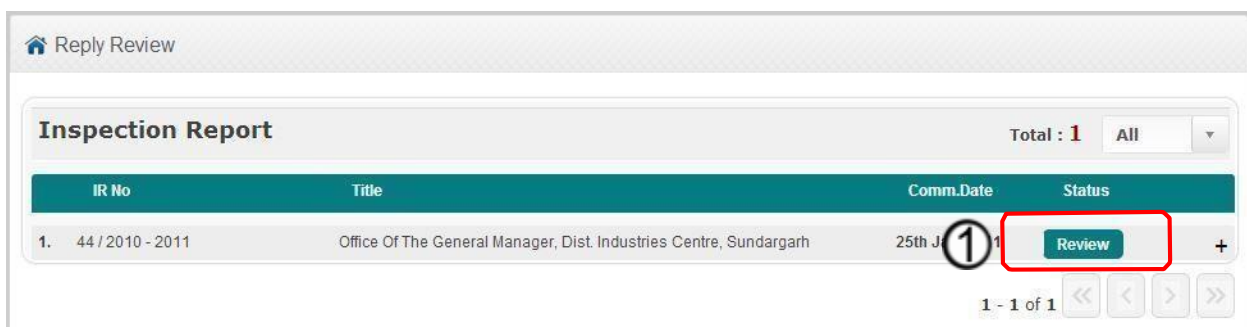 Reply Review
Inspection Report Total : 1 All
IR No Title Comm.Date Status
1. 44 / 2010 - 2011 Office Of The General Manager, Dist. Industries Centre, Sundargarh 25th 1 Review +
1 - 1 of 1 « < > »